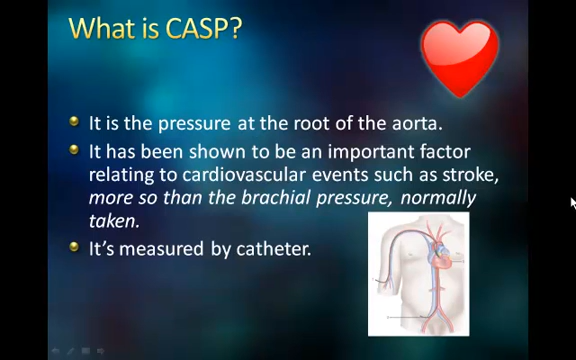 What is CASP?
It is the pressure at the root of the aorta.
It has been shown to be an important factor
relating to cardiovascular events such as stroke,
more so than the brachial pressure, normally
taken.
It's measured by catheter.